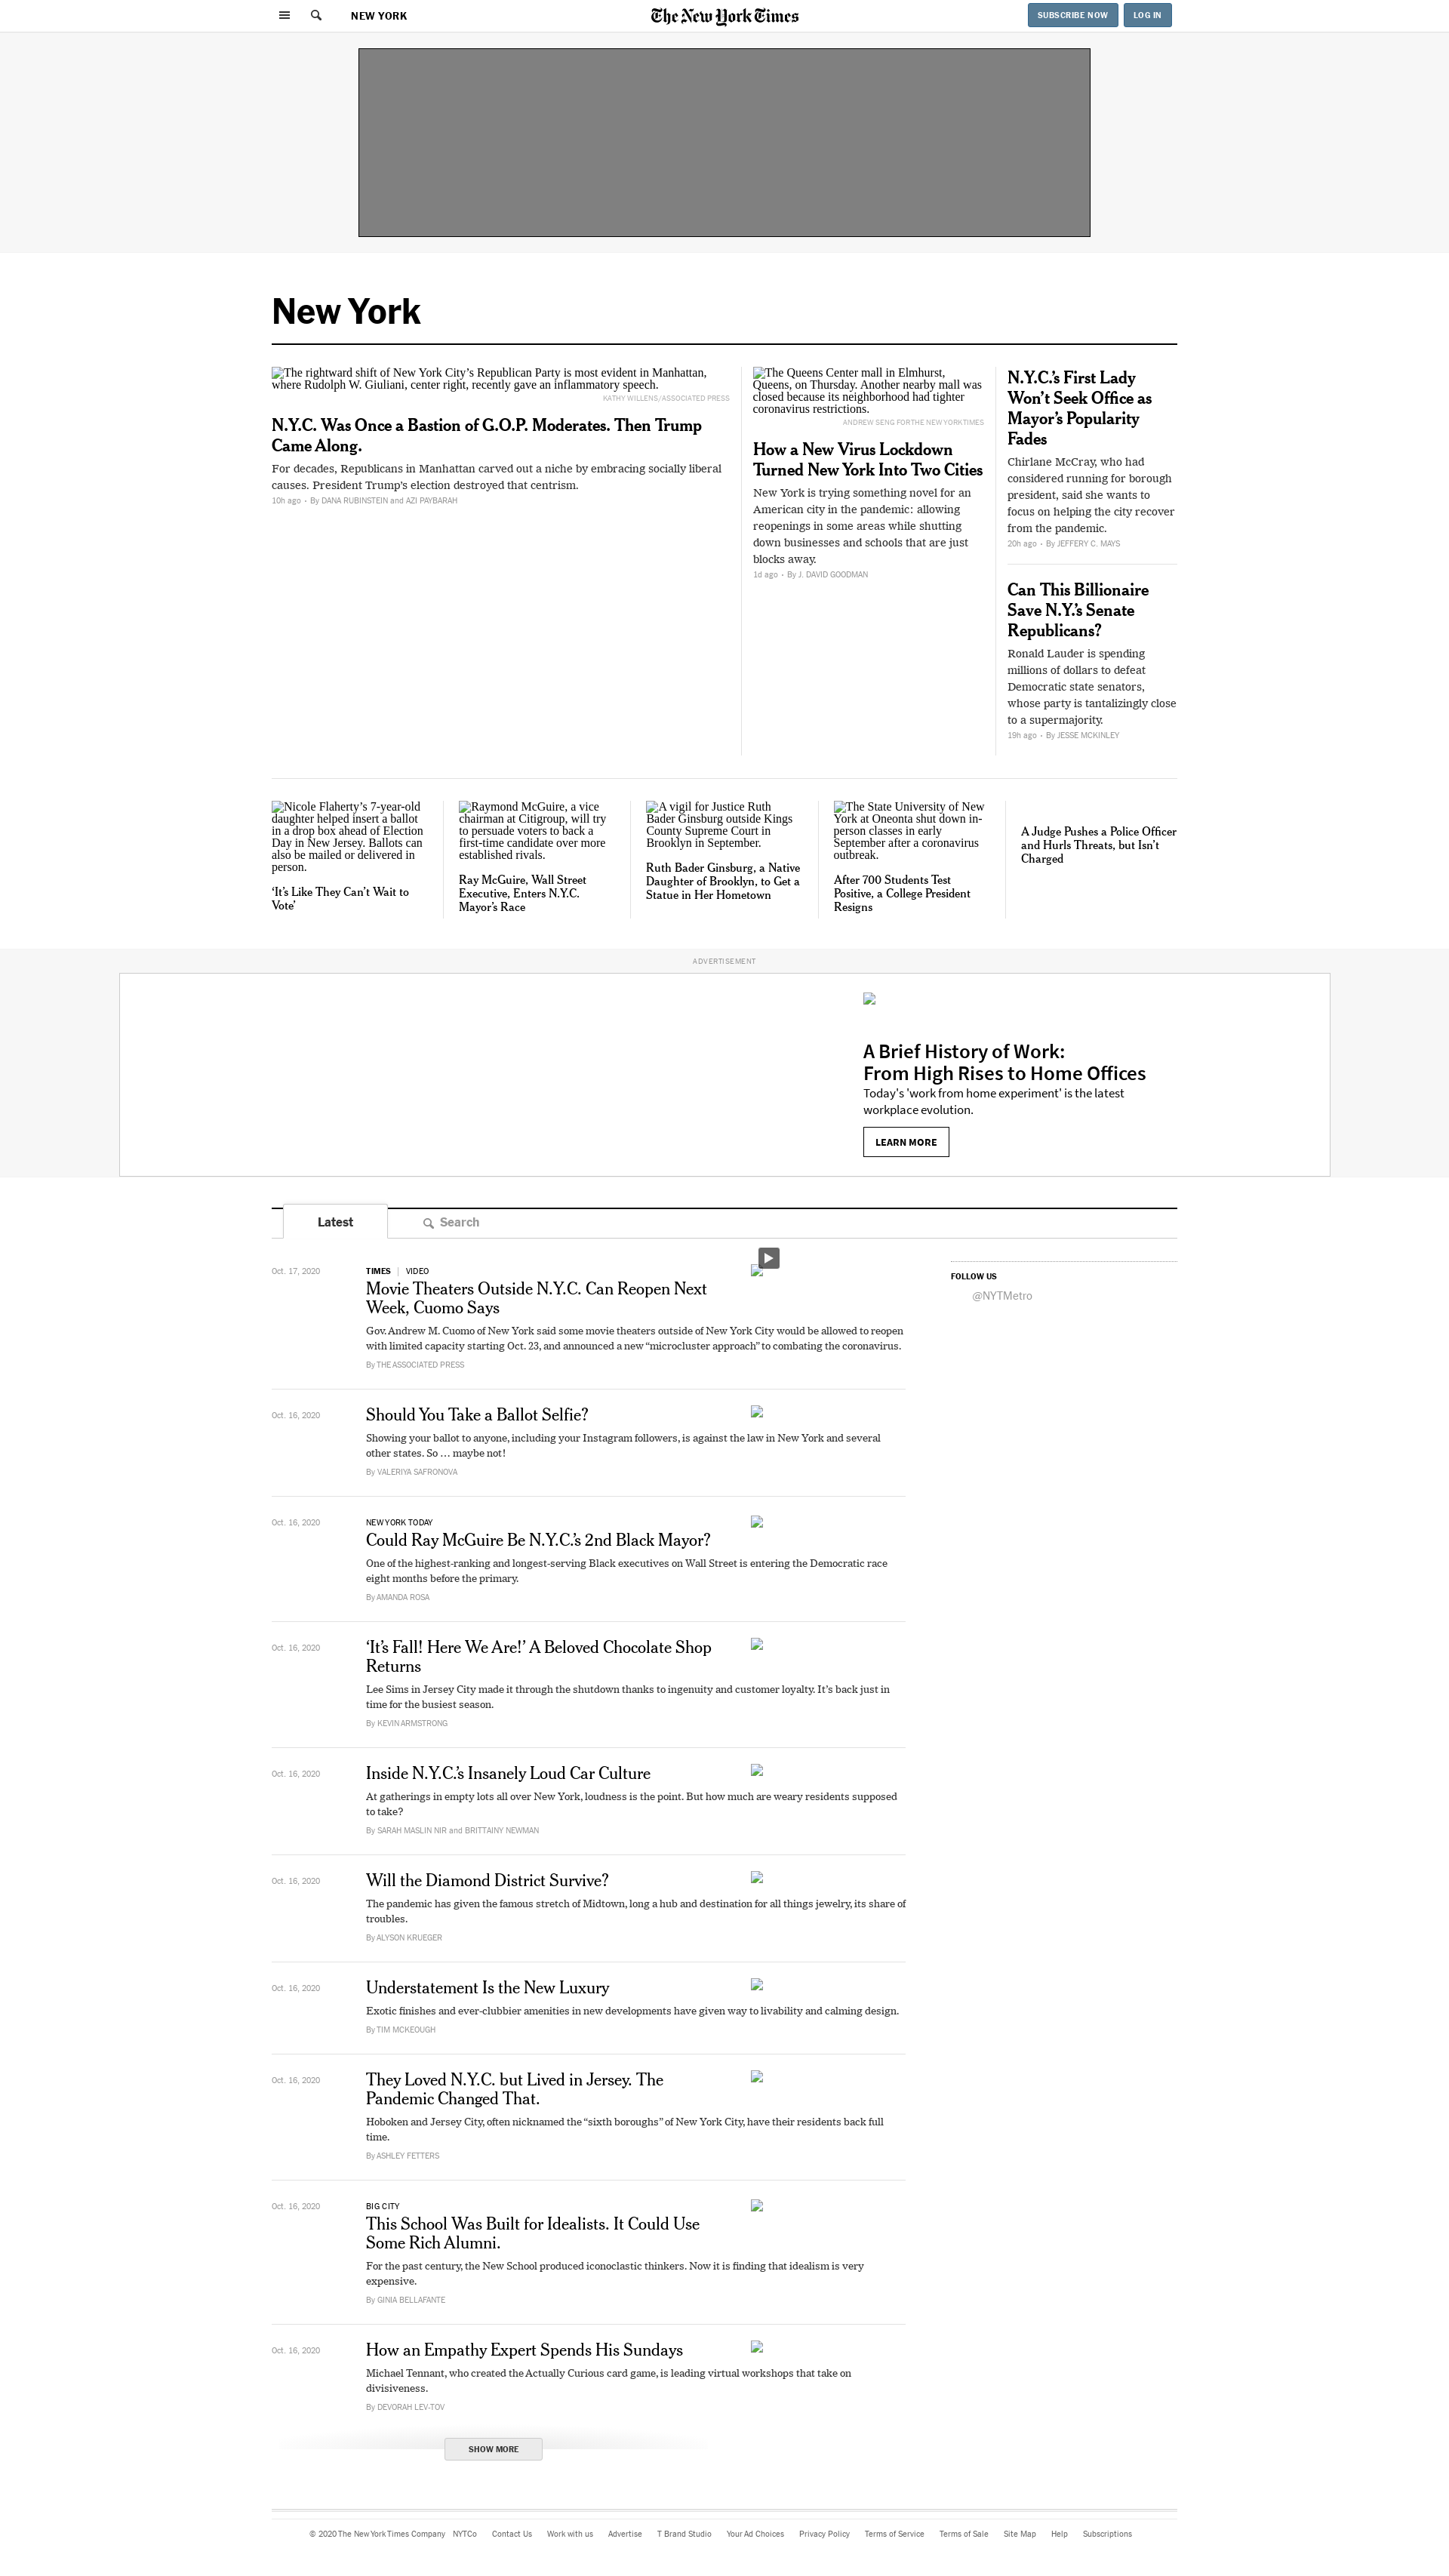 NEW YORK
The New York Times
SUBSCRIBE NOW
LOG IN
New York
The rightward shift of New York City’s Republican Party is most evident in Manhattan,
where Rudolph W. Giuliani, center right, recently gave an inflammatory speech.
KATHY WILLENS/ASSOCIATED PRESS
N.Y.C. Was Once a Bastion of G.O.P. Moderates. Then Trump
Came Along.
For decades, Republicans in Manhattan carved out a niche by embracing socially liberal
causes. President Trump’s election destroyed that centrism.
10h ago • By DANA RUBINSTEIN and AZI PAYBARAH
The Queens Center mall in Elmhurst,
Queens, on Thursday. Another nearby mall was
closed because its neighborhood had tighter
coronavirus restrictions.
ANDREW SENG FOR THE NEW YORK TIMES
How a New Virus Lockdown
Turned New York Into Two Cities
New York is trying something novel for an
American city in the pandemic: allowing
reopenings in some areas while shutting
down businesses and schools that are just
blocks away.
1d ago • By J. DAVID GOODMAN
N.Y.C.’s First Lady
Won’t Seek Office as
Mayor’s Popularity
Fades
Chirlane McCray, who had
considered running for borough
president, said she wants to
focus on helping the city recover
from the pandemic.
20h ago • By JEFFERY C. MAYS
Can This Billionaire
Save N.Y.’s Senate
Republicans?
Ronald Lauder is spending
millions of dollars to defeat
Democratic state senators,
whose party is tantalizingly close
to a supermajority.
19h ago • By JESSE MCKINLEY
Nicole Flaherty’s 7-year-old
daughter helped insert a ballot
in a drop box ahead of Election
Day in New Jersey. Ballots can
also be mailed or delivered in
person.
‘It’s Like They Can’t Wait to
Vote’
Raymond McGuire, a vice
chairman at Citigroup, will try
to persuade voters to back a
first-time candidate over more
established rivals.
Ray McGuire, Wall Street
Executive, Enters N.Y.C.
Mayor’s Race
A vigil for Justice Ruth
Bader Ginsburg outside Kings
County Supreme Court in
Brooklyn in September.
Ruth Bader Ginsburg, a Native
Daughter of Brooklyn, to Get a
Statue in Her Hometown
The State University of New
York at Oneonta shut down in-
person classes in early
September after a coronavirus
outbreak.
After 700 Students Test
Positive, a College President
Resigns
A Judge Pushes a Police Officer
and Hurls Threats, but Isn’t
Charged
ADVERTISEMENT
A Brief History of Work:
From High Rises to Home Offices
Today's 'work from home experiment' is the latest
workplace evolution.
LEARN MORE
Latest
Search
Oct. 17, 2020
TIMES | VIDEO
Movie Theaters Outside N.Y.C. Can Reopen Next
Week, Cuomo Says
Gov. Andrew M. Cuomo of New York said some movie theaters outside of New York City would be allowed to reopen
with limited capacity starting Oct. 23, and announced a new “microcluster approach” to combating the coronavirus.
By THE ASSOCIATED PRESS
FOLLOW US
@NYTMetro
Oct. 16, 2020
Should You Take a Ballot Selfie?
Showing your ballot to anyone, including your Instagram followers, is against the law in New York and several
other states. So … maybe not!
By VALERIYA SAFRONOVA
Oct. 16, 2020
NEW YORK TODAY
Could Ray McGuire Be N.Y.C.’s 2nd Black Mayor?
One of the highest-ranking and longest-serving Black executives on Wall Street is entering the Democratic race
eight months before the primary.
By AMANDA ROSA
Oct. 16, 2020
‘It’s Fall! Here We Are!’ A Beloved Chocolate Shop
Returns
Lee Sims in Jersey City made it through the shutdown thanks to ingenuity and customer loyalty. It’s back just in
time for the busiest season.
By KEVIN ARMSTRONG
Oct. 16, 2020
Inside N.Y.C.’s Insanely Loud Car Culture
At gatherings in empty lots all over New York, loudness is the point. But how much are weary residents supposed
to take?
By SARAH MASLIN NIR and BRITTAINY NEWMAN
Oct. 16, 2020
Will the Diamond District Survive?
The pandemic has given the famous stretch of Midtown, long a hub and destination for all things jewelry, its share of
troubles.
By ALYSON KRUEGER
Oct. 16, 2020
Understatement Is the New Luxury
Exotic finishes and ever-clubbier amenities in new developments have given way to livability and calming design.
By TIM MCKEOUGH
Oct. 16, 2020
They Loved N.Y.C. but Lived in Jersey. The
Pandemic Changed That.
Hoboken and Jersey City, often nicknamed the “sixth boroughs” of New York City, have their residents back full
time.
By ASHLEY FETTERS
Oct. 16, 2020
BIG CITY
This School Was Built for Idealists. It Could Use
Some Rich Alumni.
For the past century, the New School produced iconoclastic thinkers. Now it is finding that idealism is very
expensive.
By GINIA BELLAFANTE
Oct. 16, 2020
How an Empathy Expert Spends His Sundays
Michael Tennant, who created the Actually Curious card game, is leading virtual workshops that take on
divisiveness.
By DEVORAH LEV-TOV
SHOW MORE
© 2020 The New York Times Company NYTCo Contact Us Work with us Advertise T Brand Studio Your Ad Choices Privacy Policy Terms of Service Terms of Sale Site Map Help Subscriptions